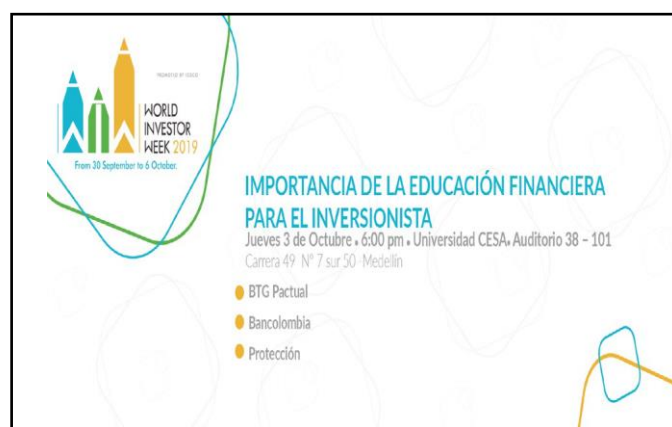 WORLD
INVESTOR
WEEK 2019
From 30 September to 6 October.
IMPORTANCIA DE LA EDUCACIÓN FINANCIERA
PARA EL INVERSIONISTA
Jueves 3 de Octubre • 6:00 pm • Universidad CESA• Auditorio 38 – 101
Carrera 49 N° 7 sur 50 -Medellín
BTG Pactual
Bancolombia
Protección